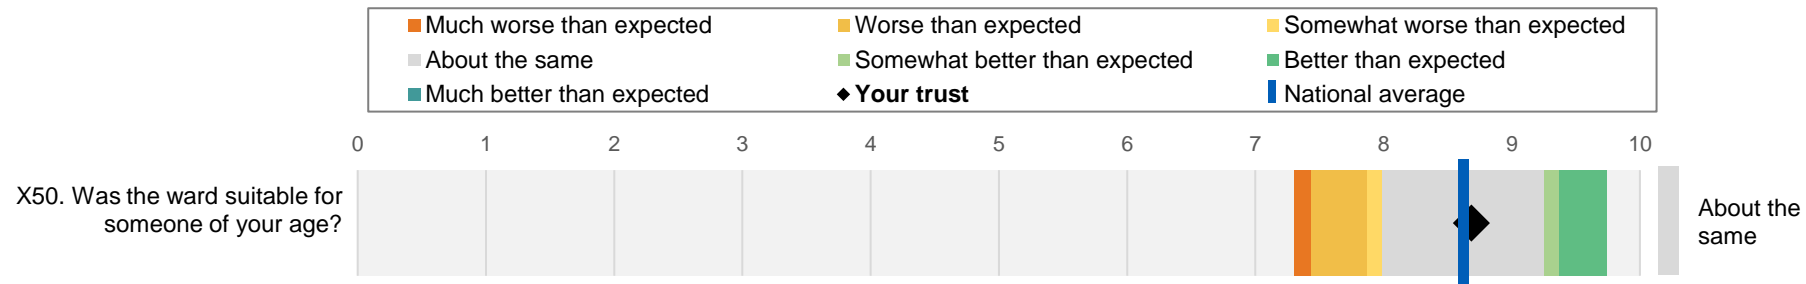 Much worse than expected
Worse than expected
Somewhat worse than expected
About the same
Somewhat better than expected
Better than expected
Much better than expected
Your trust
National average
0 1 2 3 4 5 6 7 8 9 10
X50. Was the ward suitable for
someone of your age?
About the
same